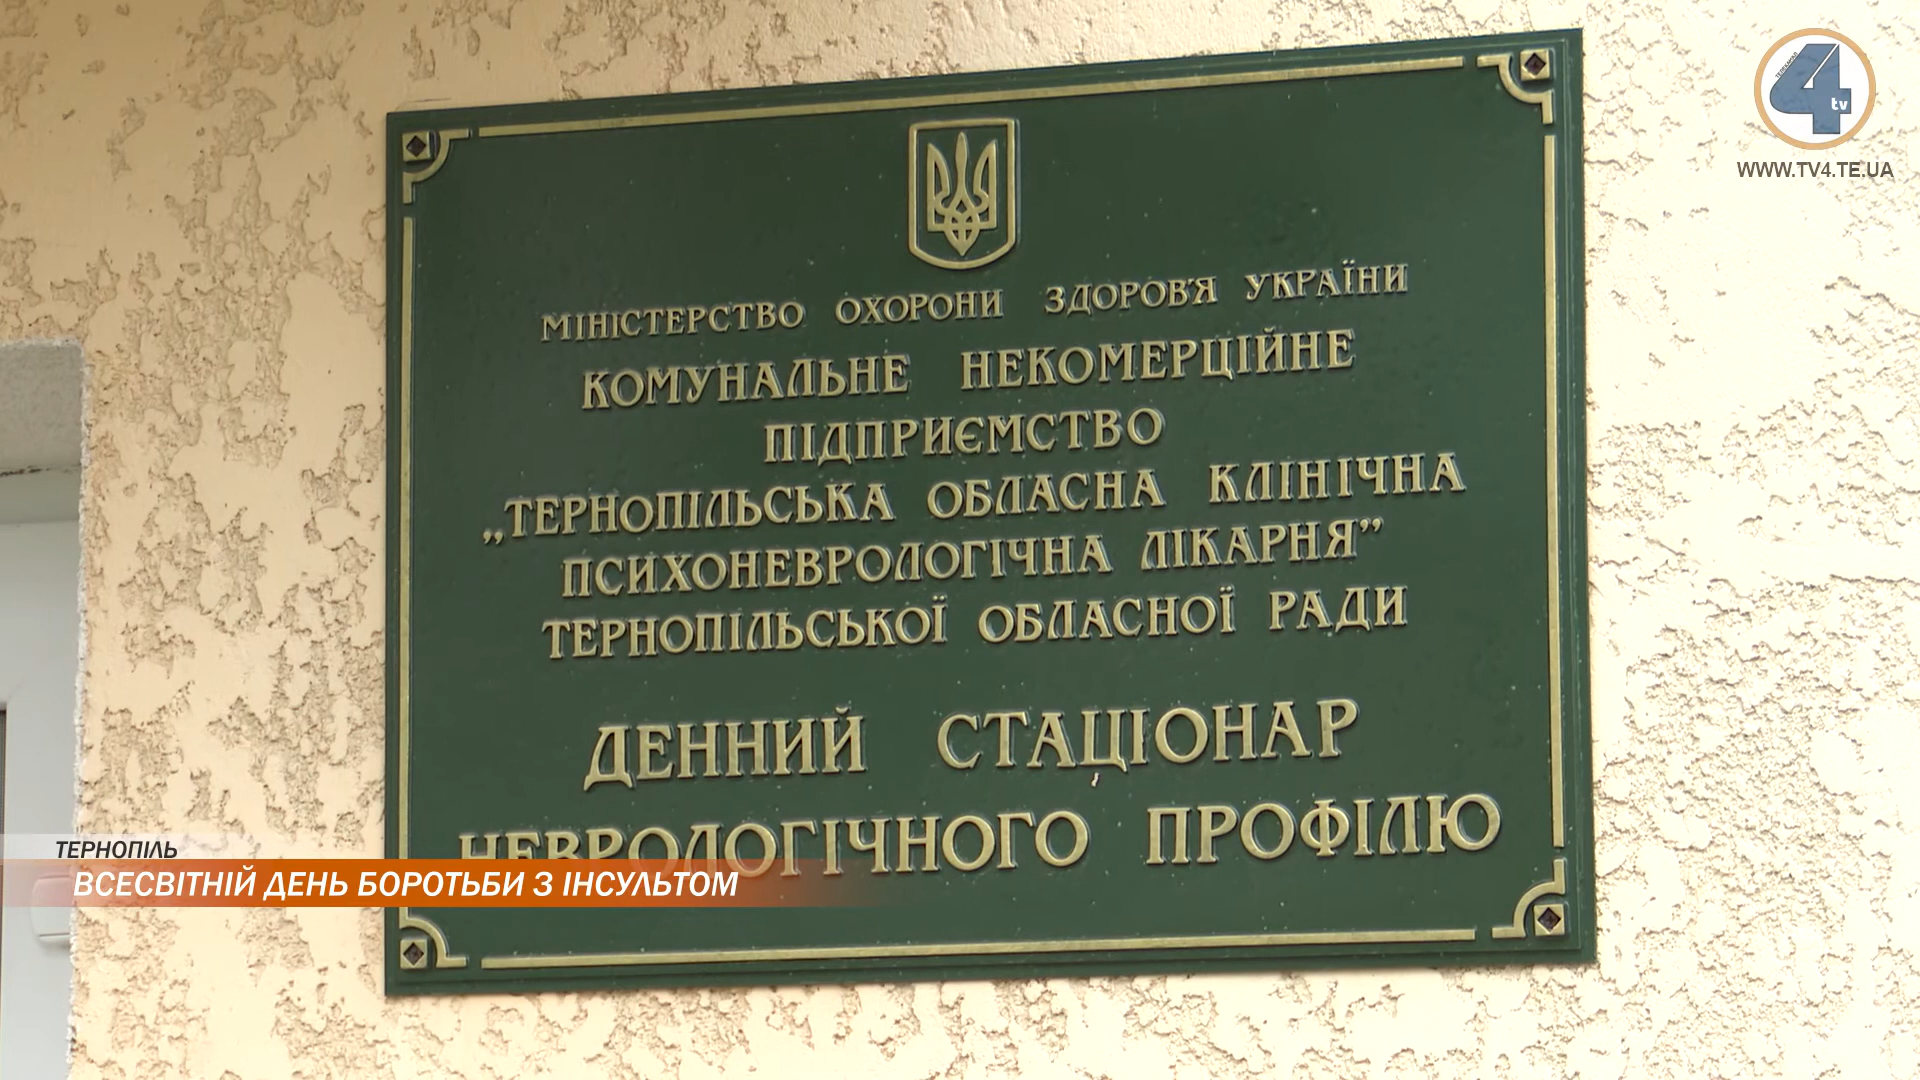 4
tv
WWW.TV4.TE.UA
МІНІСТЕРСТВО ОХОРОНИ ЗДОРОВ'Я УКРАЇНИ
КОМУНАЛЬНЕ НЕКОМЕРЦІЙНЕ
ПІДПРИЄМСТВО
„ТЕРНОПІЛЬСЬКА ОБЛАСНА КЛІНІЧНА
ПСИХОНЕВРОЛОГІЧНА ЛІКАРНЯ”
ТЕРНОПІЛЬСЬКОЇ ОБЛАСНОЇ РАДИ
ДЕННИЙ СТАЦІОНАР
НЕВРОЛОГІЧНОГО ПРОФІЛЮ
ТЕРНОПІЛЬ
ВСЕСВІТНІЙ ДЕНЬ БОРОТЬБИ З ІНСУЛЬТОМ